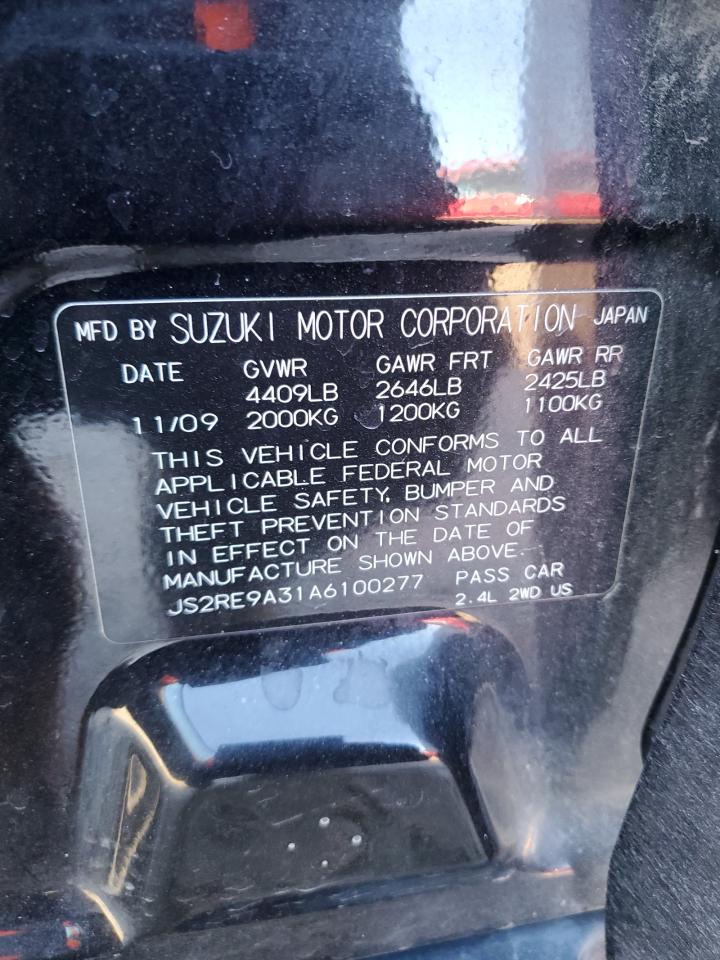 MFD BY SUZUKI MOTOR CORPORATION JAPAN
DATE GVWR GAWR FRT GAWR RR
4409LB 2646LB 2425LB
11/09 2000KG 1200KG 1100KG
THIS VEHICLE CONFORMS TO ALL
APPLICABLE FEDERAL MOTOR
VEHICLE SAFETY, BUMPER AND
THEFT PREVENTION STANDARDS
IN EFFECT ON THE DATE OF
MANUFACTURE SHOWN ABOVE.
JS2RE9A31A6100277 PASS CAR
2.4L 2WD US